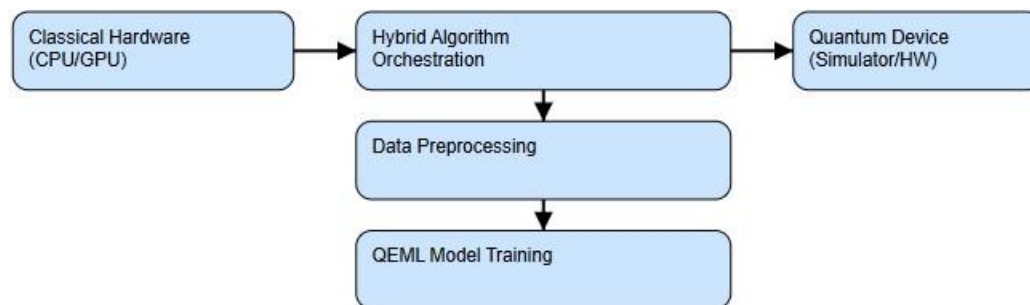 Classical Hardware
(CPU/GPU)
Hybrid Algorithm
Orchestration
Quantum Device
(Simulator/HW)
Data Preprocessing
QEML Model Training